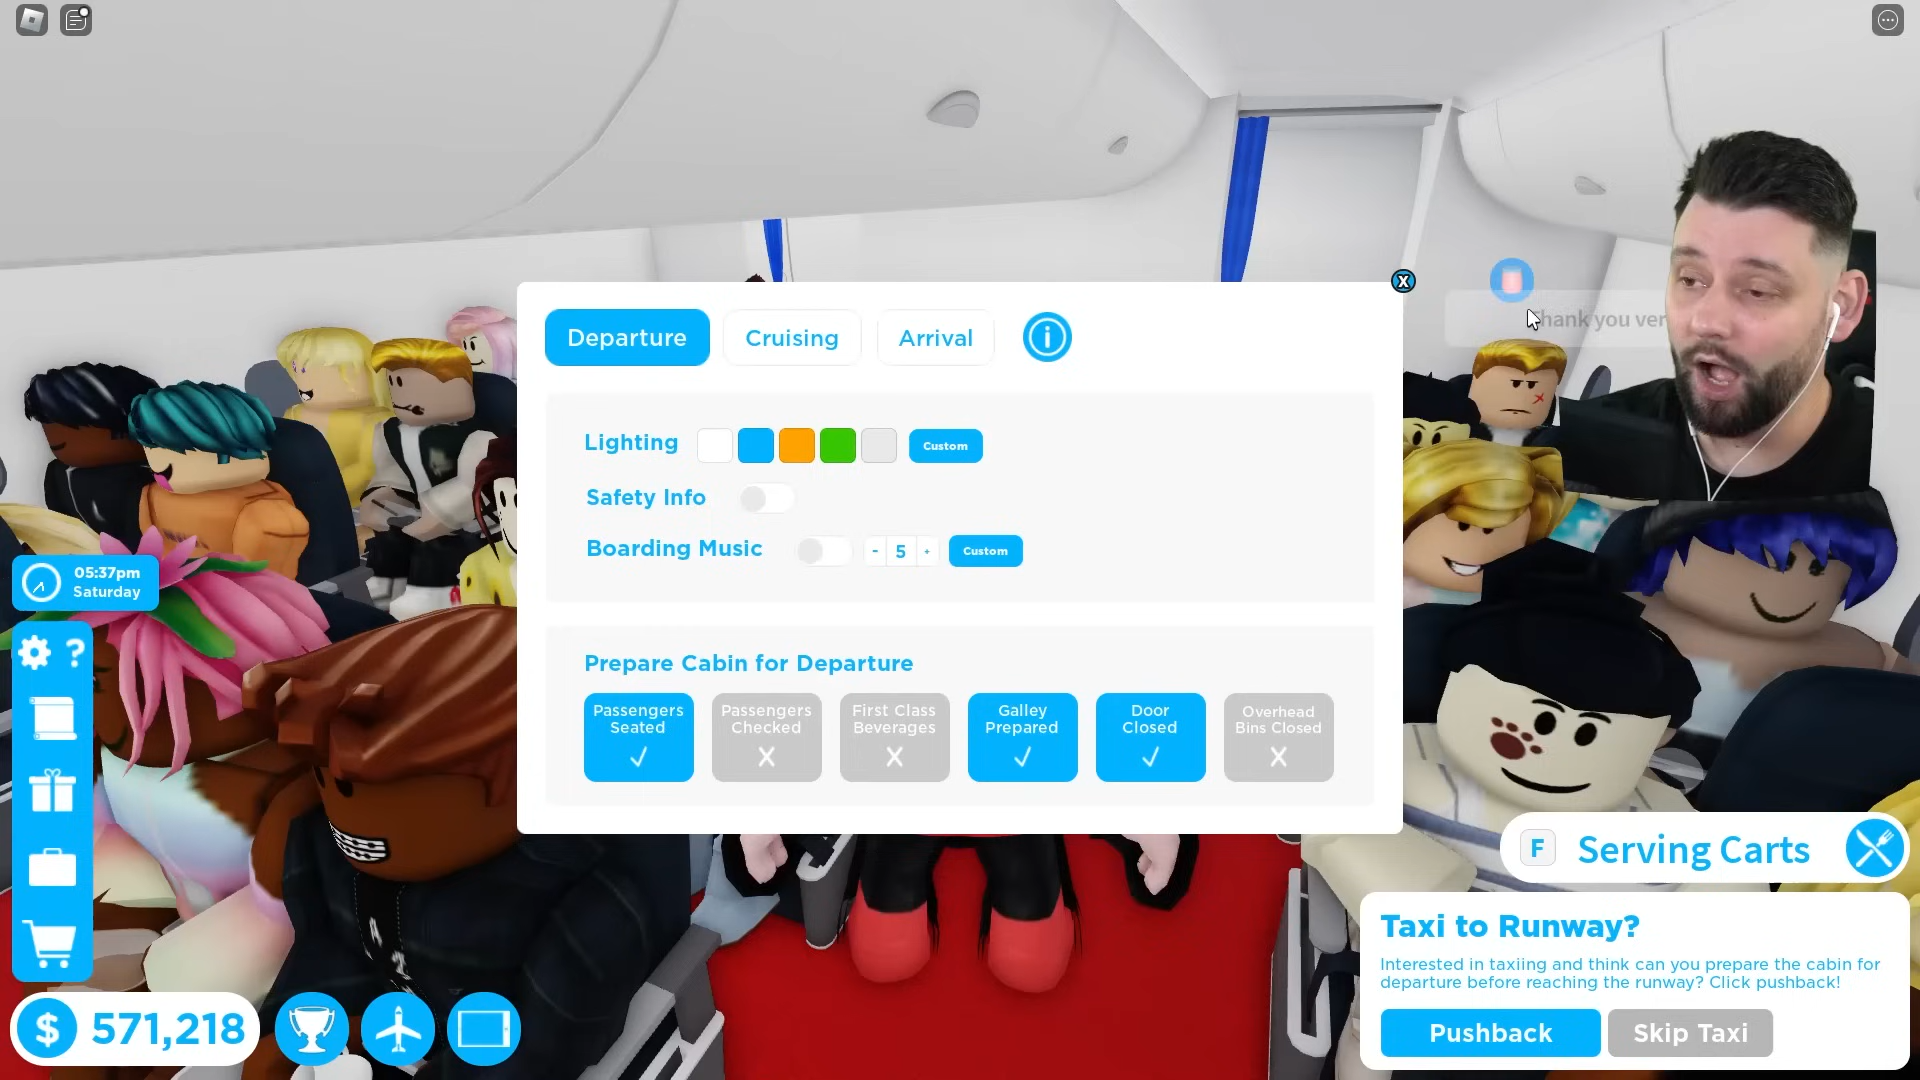 Thank you ver
Departure
Cruising
Arrival
i
X
Lighting
Custom
Safety Info
Boarding Music
- 5 +
Custom
05:37pm
Saturday
?
Prepare Cabin for Departure
Passengers
Seated
Passengers
Checked
First Class
Beverages
Galley
Prepared
Door
Closed
Overhead
Bins Closed
F
Serving Carts
Taxi to Runway?
Interested in taxiing and think can you prepare the cabin for
departure before reaching the runway? Click pushback!
Pushback
Skip Taxi
$ 571,218